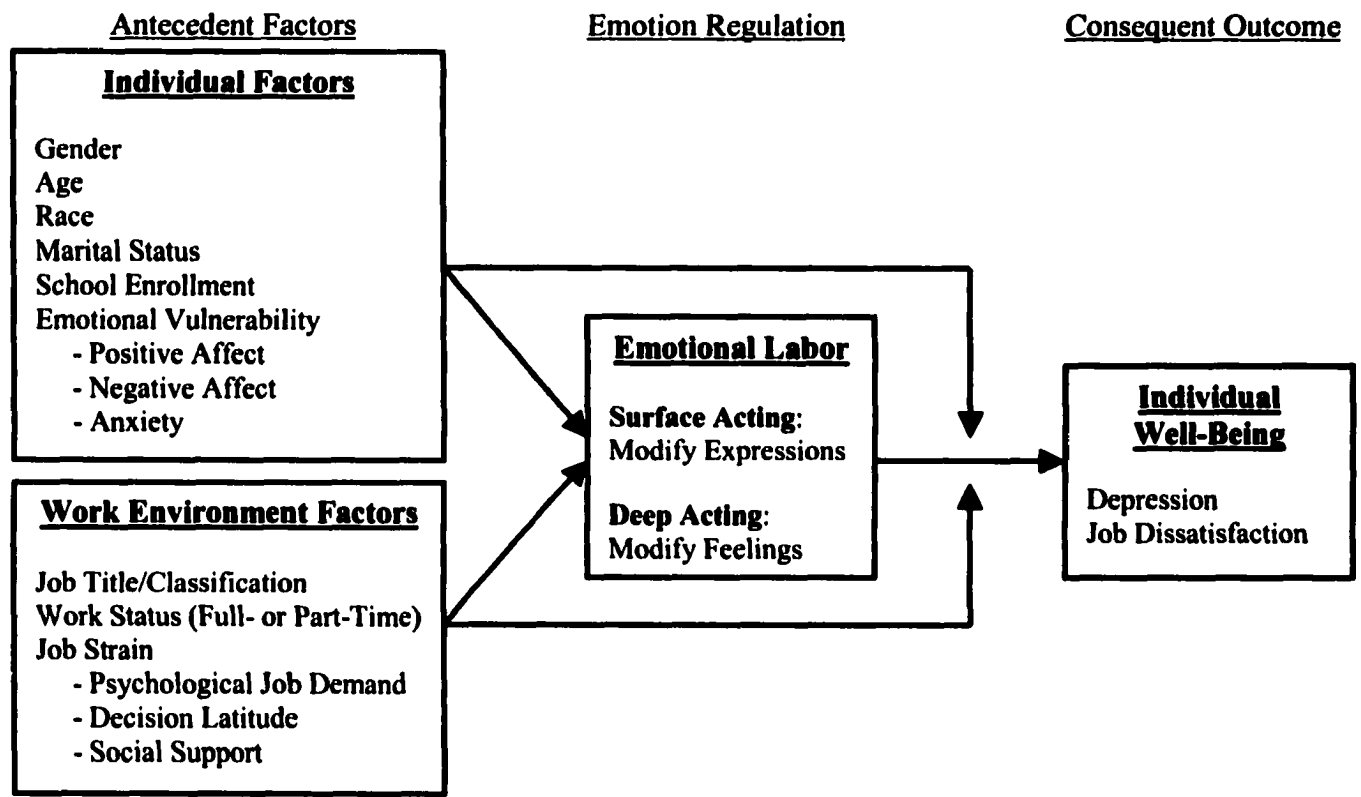 Antecedent Factors
Emotion Regulation
Consequent Outcome
Individual Factors
Gender
Age
Race
Marital Status
School Enrollment
Emotional Vulnerability
- Positive Affect
- Negative Affect
- Anxiety
Work Environment Factors
Job Title/Classification
Work Status (Full- or Part-Time)
Job Strain
- Psychological Job Demand
- Decision Latitude
- Social Support
Emotional Labor
Surface Acting:
Modify Expressions
Deep Acting:
Modify Feelings
Individual
Well-Being
Depression
Job Dissatisfaction